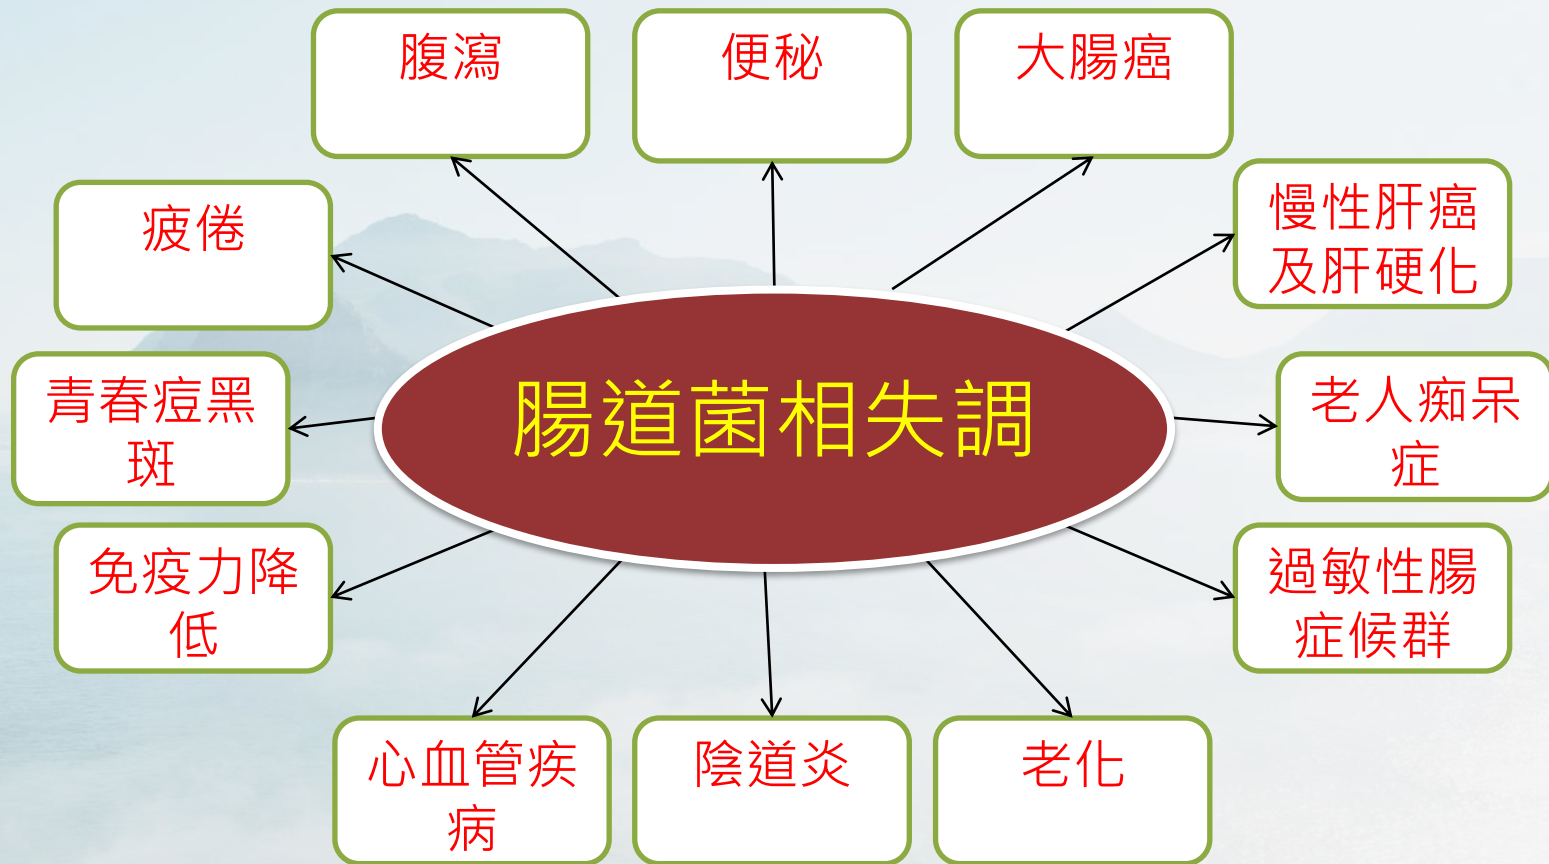 腹瀉
便秘
大腸癌
慢性肝癌
及肝硬化
疲倦
青春痘黑
斑
腸道菌相失調
老人痴呆
症
免疫力降
低
過敏性腸
症候群
心血管疾
病
陰道炎
老化